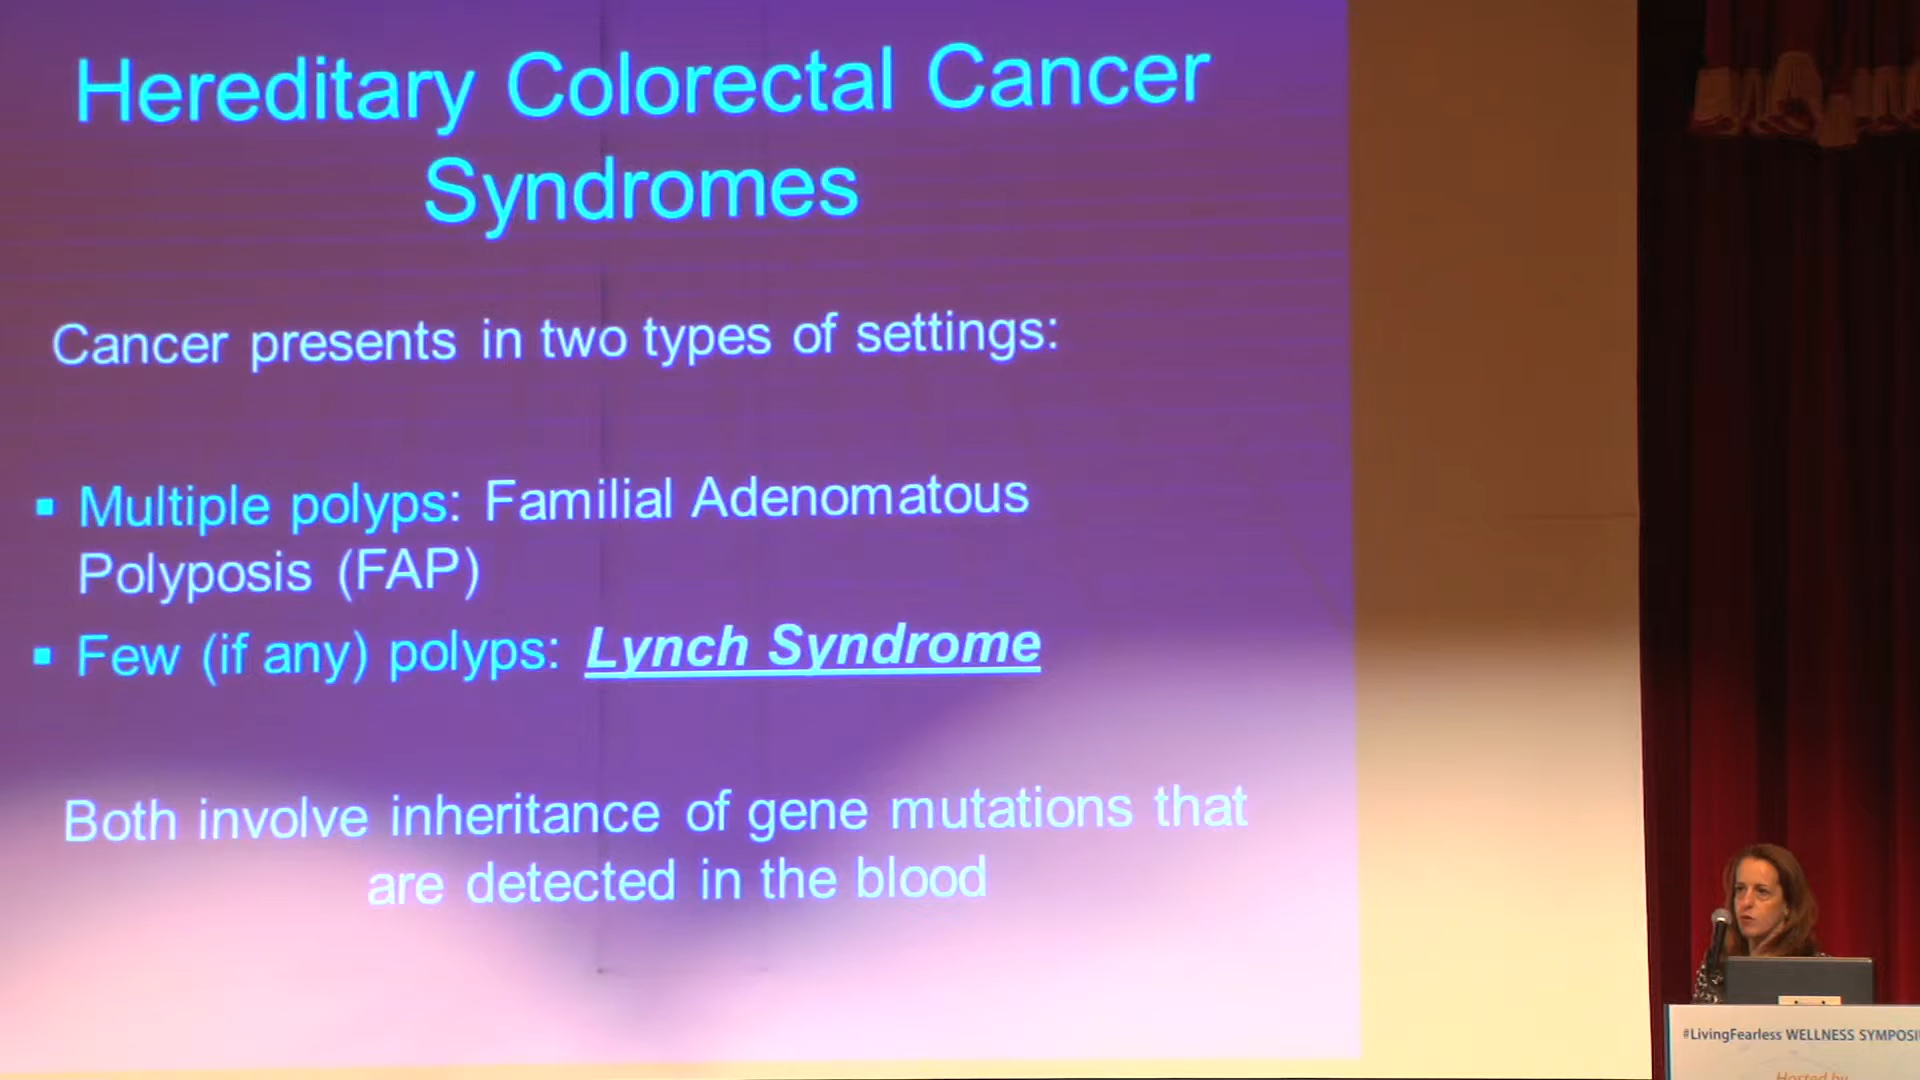 Hereditary Colorectal Cancer
Syndromes
Cancer presents in two types of settings:
▪ Multiple polyps: Familial Adenomatous
Polyposis (FAP)
▪ Few (if any) polyps: Lynch Syndrome
Both involve inheritance of gene mutations that
are detected in the blood
#LivingFearless WELLNESS SYMPOSI
Hosted by